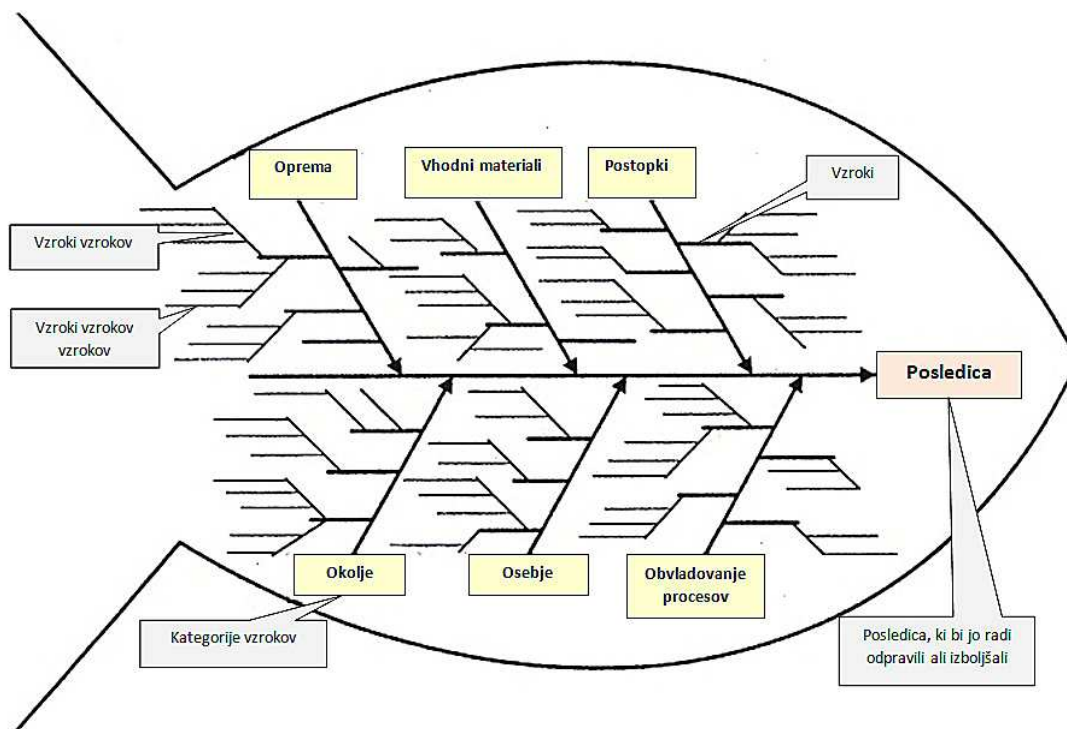 Oprema
Vhodni materiali
Postopki
Vzroki
Vzroki vzrokov
Vzroki vzrokov
vzrokov
Posledica
Okolje
Osebje
Obvladovanje
procesov
Kategorije vzrokov
Posledica, ki bi jo radi
odpravili ali izboljšali